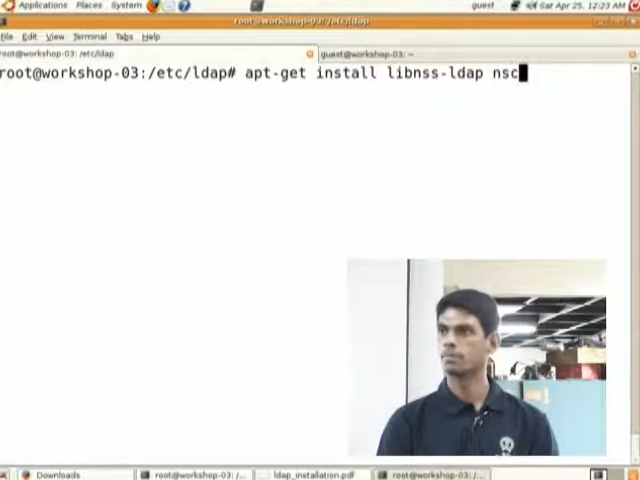 Applications Places System guest Sat Apr 25, 12:23 AM
root@workshop-03: /etc/ldap
File Edit View Terminal Tabs Help
root@workshop-03: /etc/ldap guest@workshop-03: ~
root@workshop-03:/etc/ldap# apt-get install libnss-ldap nsc
Downloads root@workshop-03: /... ldap_installation.pdf root@workshop-03: /...